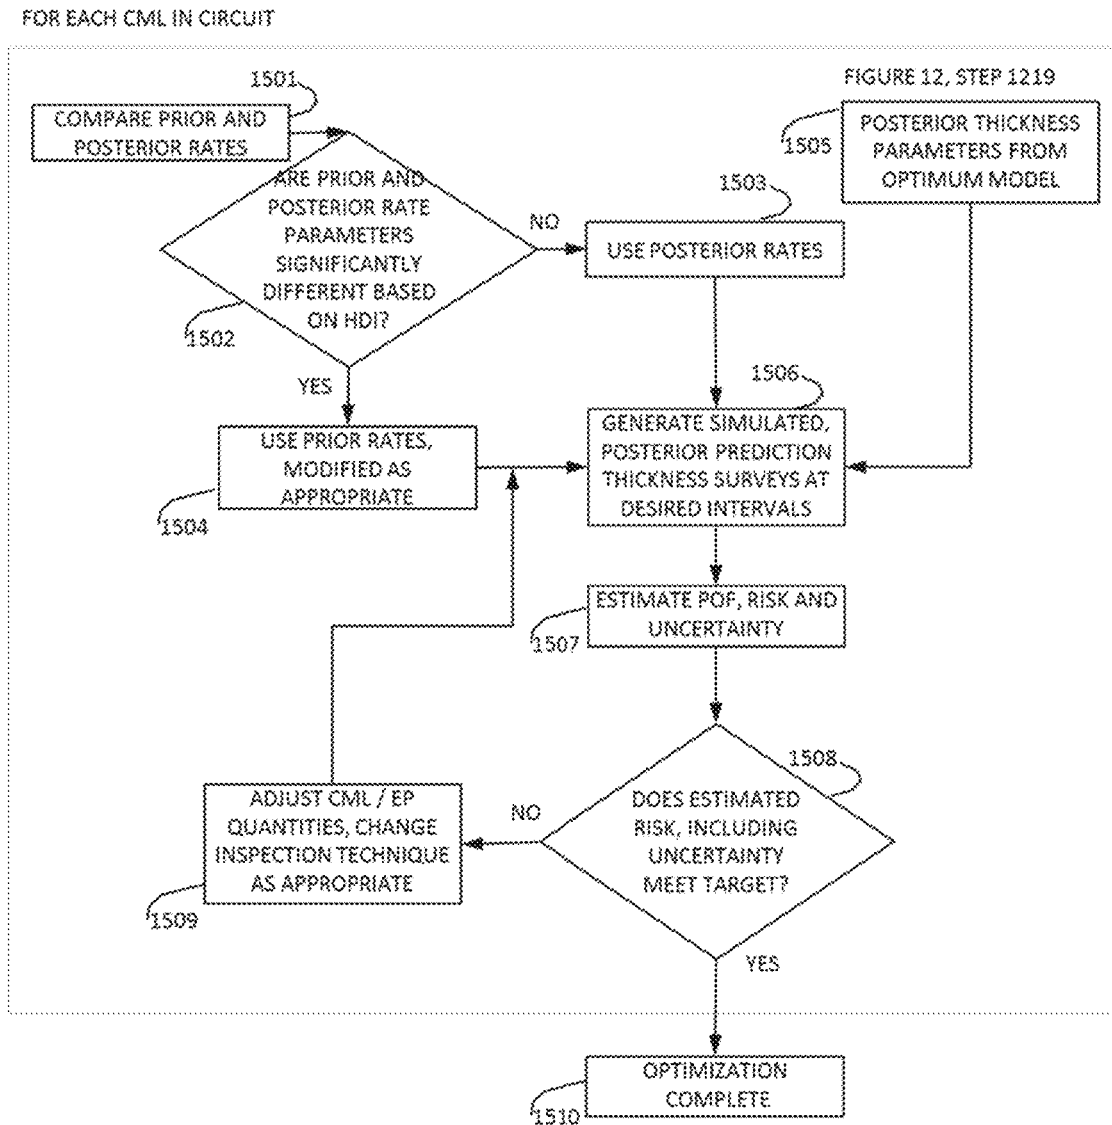 FOR EACH CML IN CIRCUIT
1501
COMPARE PRIOR AND
POSTERIOR RATES
FIGURE 12, STEP 1219
1505
POSTERIOR THICKNESS
PARAMETERS FROM
OPTIMUM MODEL
ARE PRIOR AND
POSTERIOR RATE
PARAMETERS
SIGNIFICANTLY
DIFFERENT BASED
ON HDI?
1502
NO
1503
USE POSTERIOR RATES
YES
1504
USE PRIOR RATES,
MODIFIED AS
APPROPRIATE
1506
GENERATE SIMULATED,
POSTERIOR PREDICTION
THICKNESS SURVEYS AT
DESIRED INTERVALS
1507
ESTIMATE POF, RISK AND
UNCERTAINTY
1508
DOES ESTIMATED
RISK, INCLUDING
UNCERTAINTY
MEET TARGET?
NO
ADJUST CML / EP
QUANTITIES, CHANGE
INSPECTION TECHNIQUE
AS APPROPRIATE
1509
YES
OPTIMIZATION
COMPLETE
1510